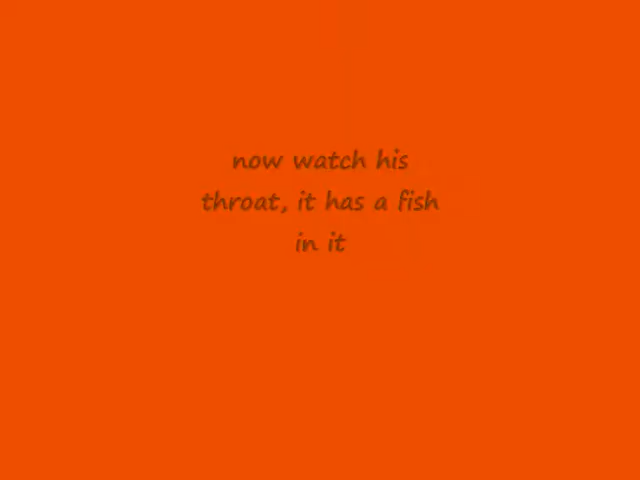 now watch his
throat, it has a fish
in it